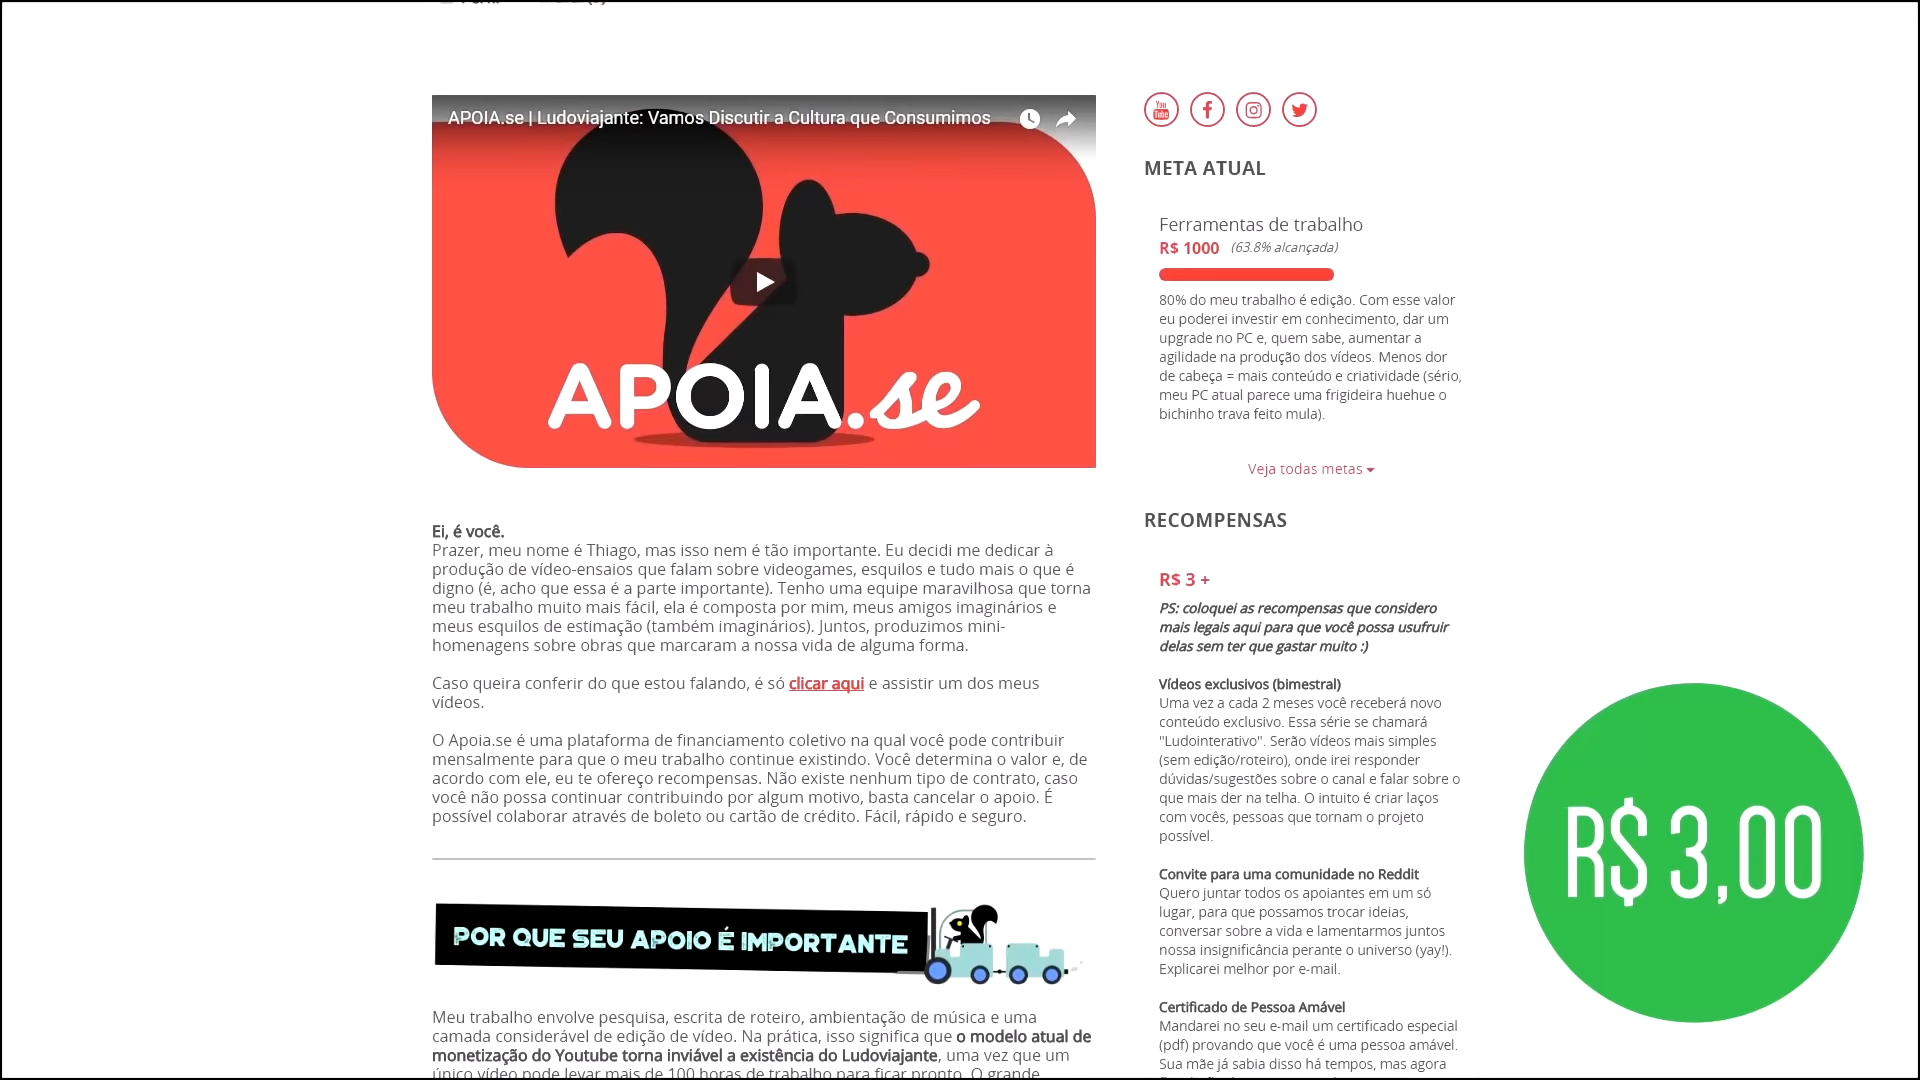 APOIA.se | Ludoviajante: Vamos Discutir a Cultura que Consumimos
APOIA.se
Ei, é você.
Prazer, meu nome é Thiago, mas isso nem é tão importante. Eu decidi me dedicar à
produção de vídeo-ensaios que falam sobre videogames, esquilos e tudo mais o que é
digno (é, acho que essa é a parte importante). Tenho uma equipe maravilhosa que torna
meu trabalho muito mais fácil, ela é composta por mim, meus amigos imaginários e
meus esquilos de estimação (também imaginários). Juntos, produzimos mini-
homenagens sobre obras que marcaram a nossa vida de alguma forma.
Caso queira conferir do que estou falando, é só clicar aqui e assistir um dos meus
vídeos.
O Apoia.se é uma plataforma de financiamento coletivo na qual você pode contribuir
mensalmente para que o meu trabalho continue existindo. Você determina o valor e, de
acordo com ele, eu te ofereço recompensas. Não existe nenhum tipo de contrato, caso
você não possa continuar contribuindo por algum motivo, basta cancelar o apoio. É
possível colaborar através de boleto ou cartão de crédito. Fácil, rápido e seguro.
POR QUE SEU APOIO É IMPORTANTE
Meu trabalho envolve pesquisa, escrita de roteiro, ambientação de música e uma
camada considerável de edição de vídeo. Na prática, isso significa que o modelo atual de
monetização do Youtube torna inviável a existência do Ludoviajante, uma vez que um
único vídeo pode levar mais de 100 horas de trabalho para ficar pronto. O grande
You
Tube
META ATUAL
Ferramentas de trabalho
R$ 1000 (63.8% alcançada)
80% do meu trabalho é edição. Com esse valor
eu poderei investir em conhecimento, dar um
upgrade no PC e, quem sabe, aumentar a
agilidade na produção dos vídeos. Menos dor
de cabeça = mais conteúdo e criatividade (sério,
meu PC atual parece uma frigideira huehue o
bichinho trava feito mula).
Veja todas metas
RECOMPENSAS
R$ 3 +
PS: coloquei as recompensas que considero
mais legais aqui para que você possa usufruir
delas sem ter que gastar muito :)
Vídeos exclusivos (bimestral)
Uma vez a cada 2 meses você receberá novo
conteúdo exclusivo. Essa série se chamará
"Ludointerativo". Serão vídeos mais simples
(sem edição/roteiro), onde irei responder
dúvidas/sugestões sobre o canal e falar sobre o
que mais der na telha. O intuito é criar laços
com vocês, pessoas que tornam o projeto
possível.
Convite para uma comunidade no Reddit
Quero juntar todos os apoiantes em um só
lugar, para que possamos trocar ideias,
conversar sobre a vida e lamentarmos juntos
nossa insignificância perante o universo (yay!).
Explicarei melhor por e-mail.
Certificado de Pessoa Amável
Mandarei no seu e-mail um certificado especial
(pdf) provando que você é uma pessoa amável.
Sua mãe já sabia disso há tempos, mas agora
R$ 3,00